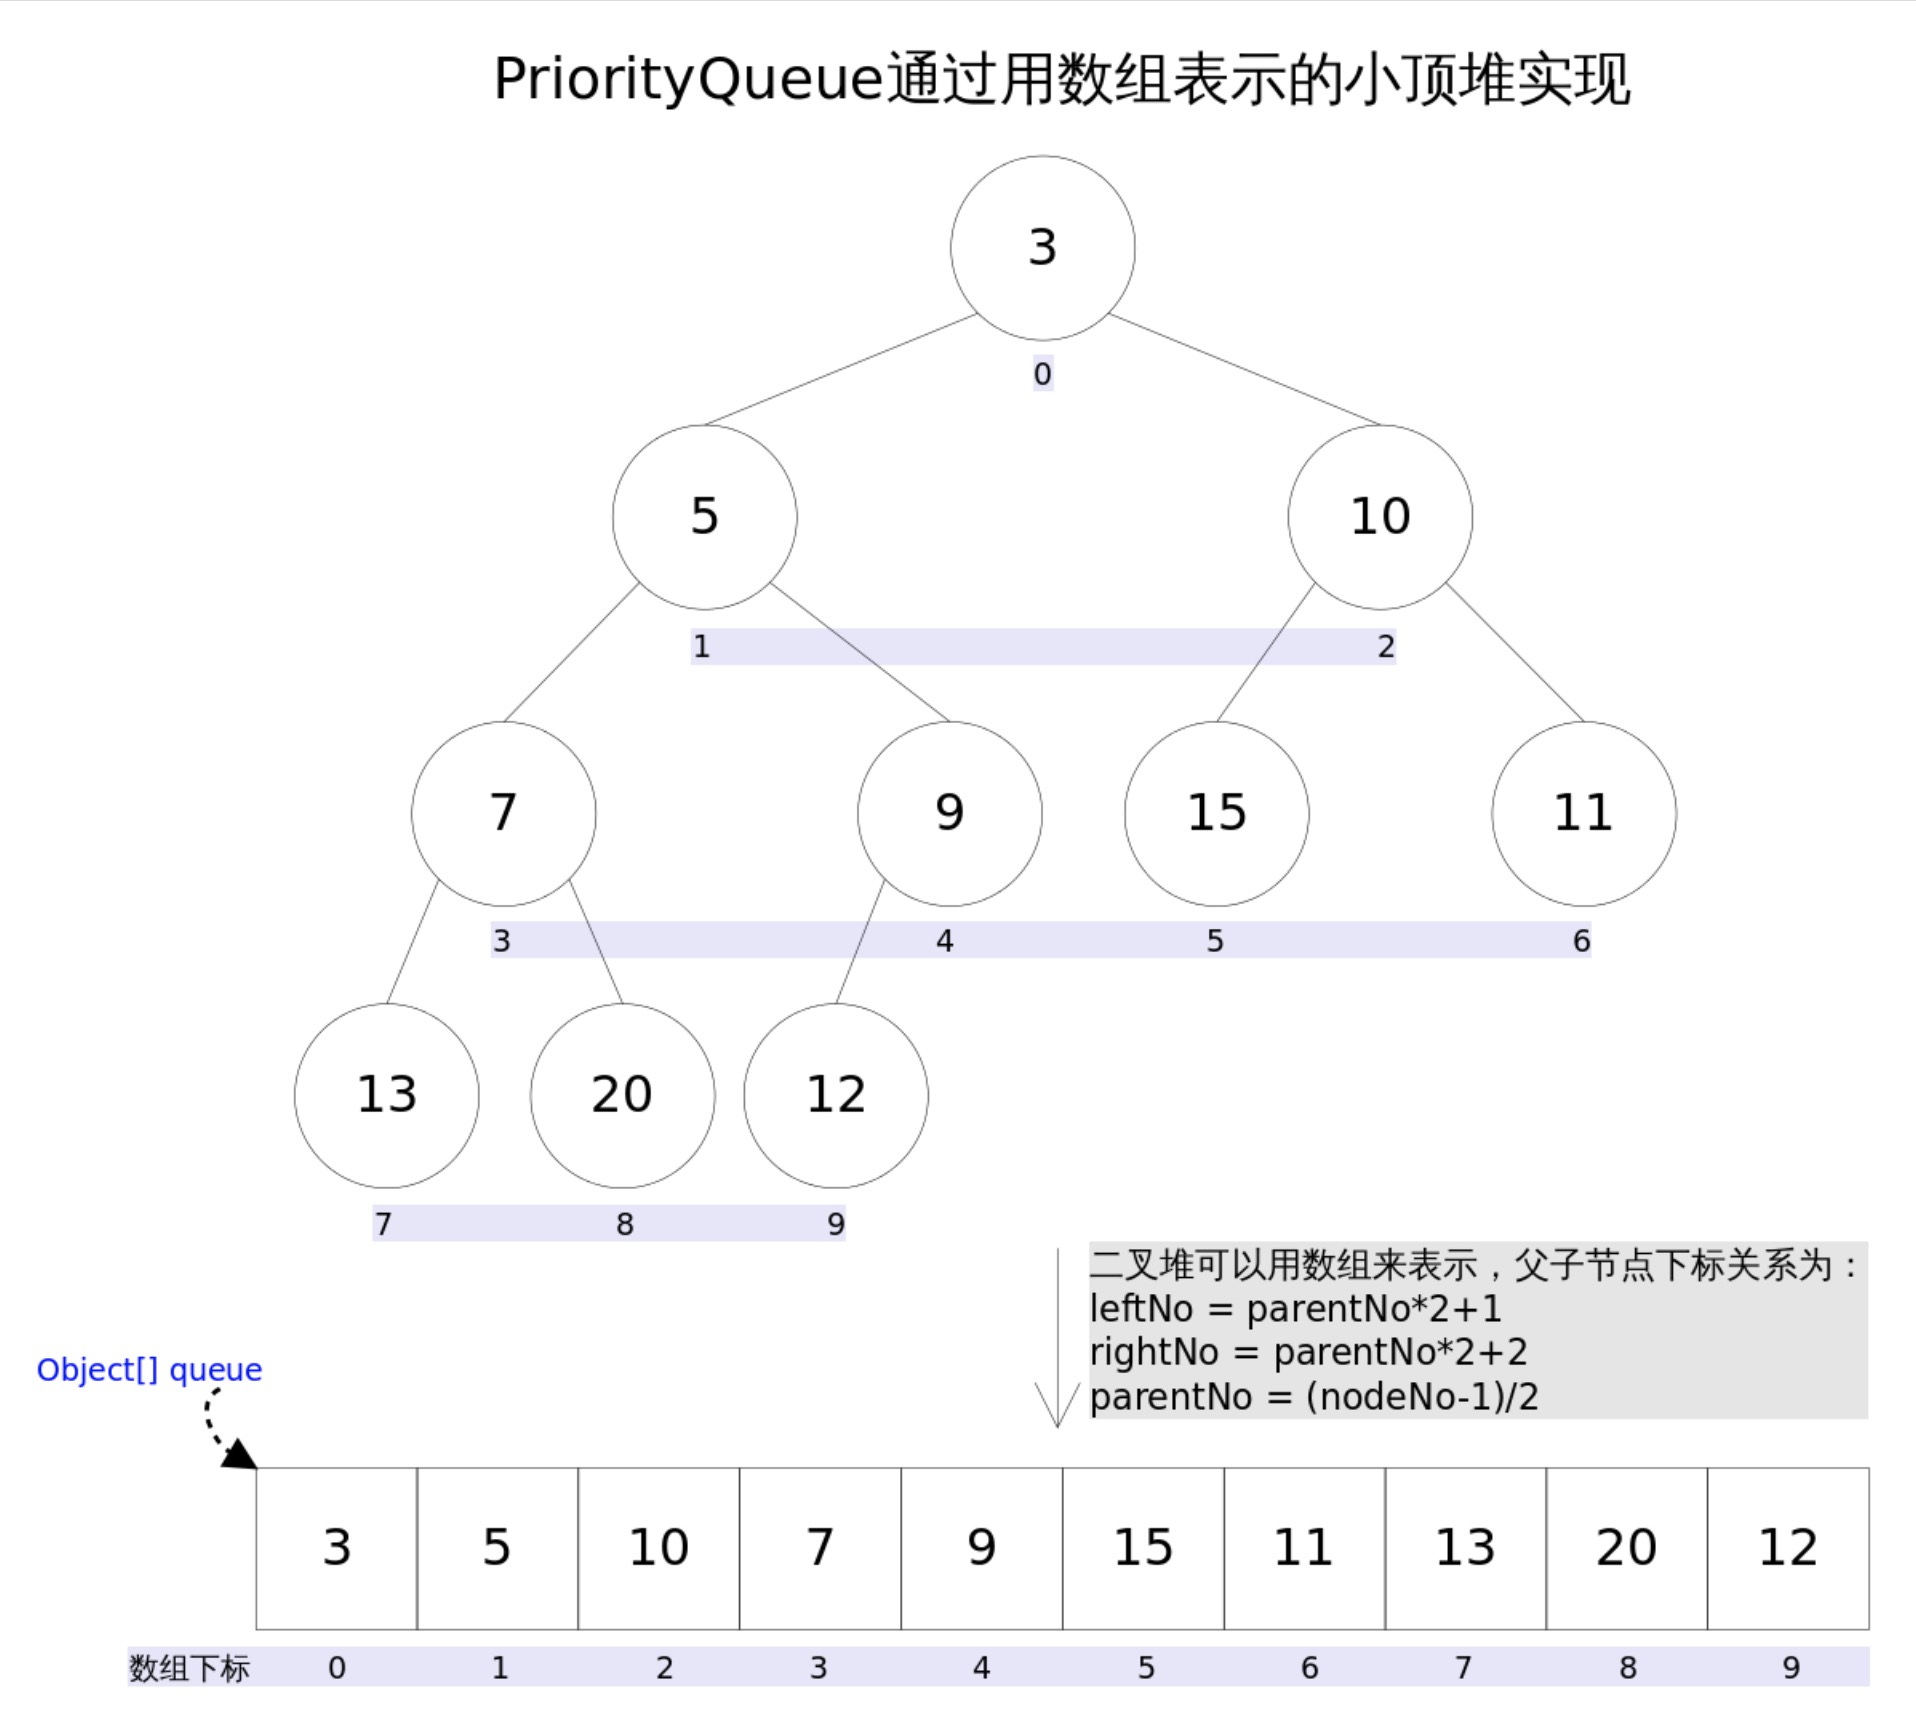 PriorityQueue通过用数组表示的小顶堆实现
3
0
5 10
1 2
7 9 15 11
3 4 5 6
13 20 12
7 8 9
二叉堆可以用数组来表示，父子节点下标关系为：
leftNo = parentNo*2+1
rightNo = parentNo*2+2
parentNo = (nodeNo-1)/2
Object[] queue
3 5 10 7 9 15 11 13 20 12
数组下标 0 1 2 3 4 5 6 7 8 9